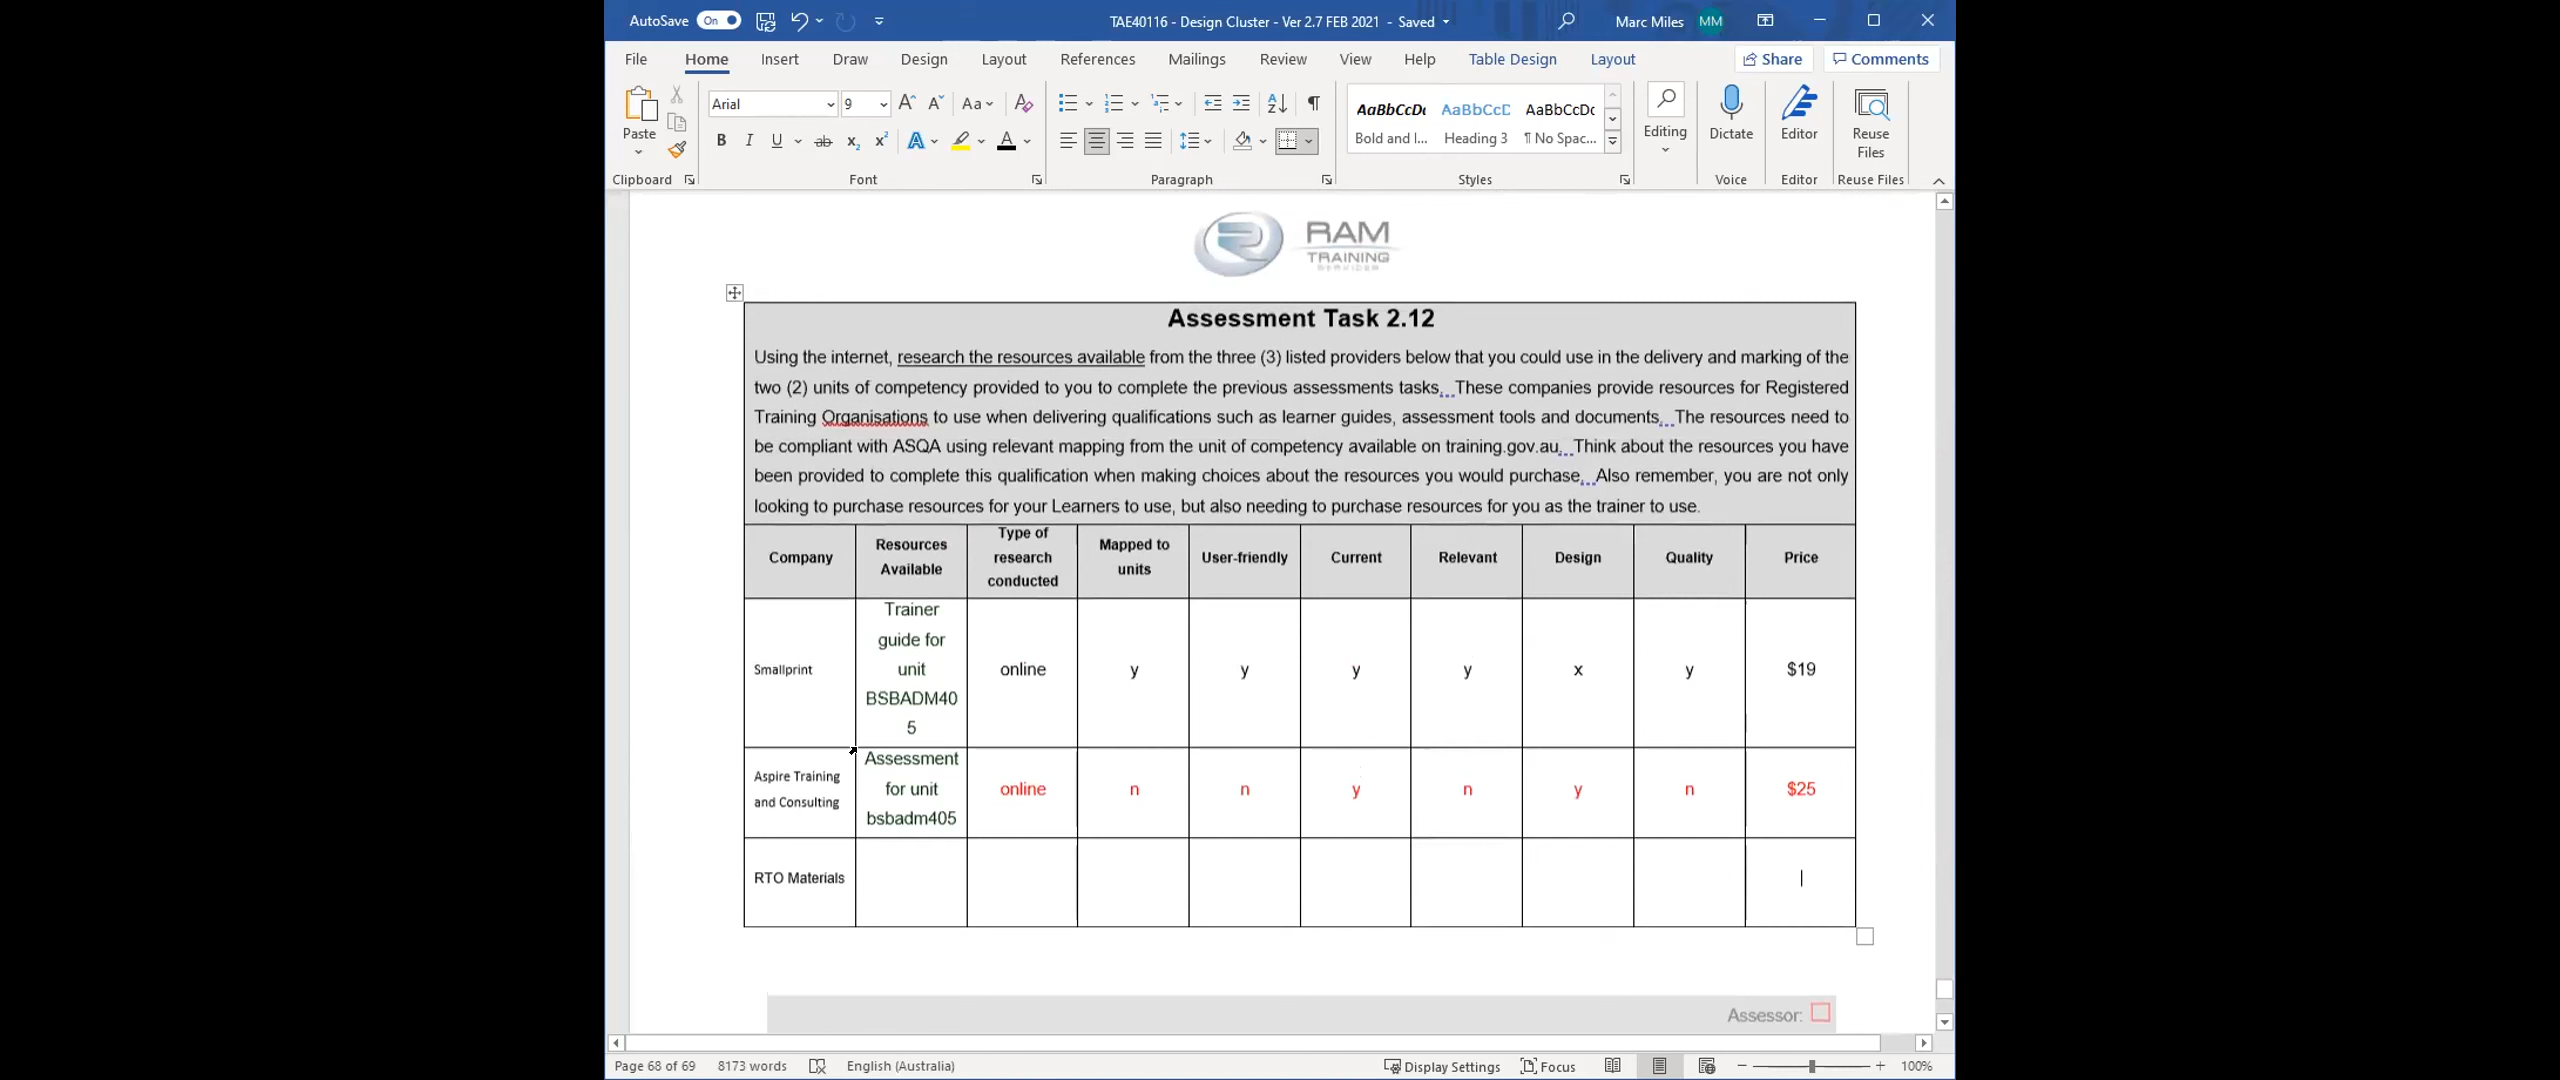 AutoSave On TAE40116 - Design Cluster - Ver 2.7 FEB 2021 - Saved Marc Miles MM
File Home Insert Draw Design Layout References Mailings Review View Help Table Design Layout Share Comments
Paste
Arial 9 Aa
B I U ab x₂ x² A A
AaBbCcDc AaBbCcD AaBbCcDc
Bold and I... Heading 3 ¶ No Spac...
Editing
Dictate
Editor
Reuse
Files
Clipboard Font Paragraph Styles Voice Editor Reuse Files
RAM
TRAINING
SERVICES
Assessment Task 2.12
Using the internet, research the resources available from the three (3) listed providers below that you could use in the delivery and marking of the
two (2) units of competency provided to you to complete the previous assessments tasks. These companies provide resources for Registered
Training Organisations to use when delivering qualifications such as learner guides, assessment tools and documents. The resources need to
be compliant with ASQA using relevant mapping from the unit of competency available on training.gov.au. Think about the resources you have
been provided to complete this qualification when making choices about the resources you would purchase. Also remember, you are not only
looking to purchase resources for your Learners to use, but also needing to purchase resources for you as the trainer to use.
Company
Resources
Available
Type of
research
conducted
Mapped to
units
User-friendly
Current
Relevant
Design
Quality
Price
Smallprint
Trainer
guide for
unit
BSBADM40
5
online
y
y
y
y
x
y
$19
Aspire Training
and Consulting
Assessment
for unit
bsbadm405
online
n
n
y
n
y
n
$25
RTO Materials
Assessor:
Page 68 of 69 8173 words English (Australia) Display Settings Focus 100%